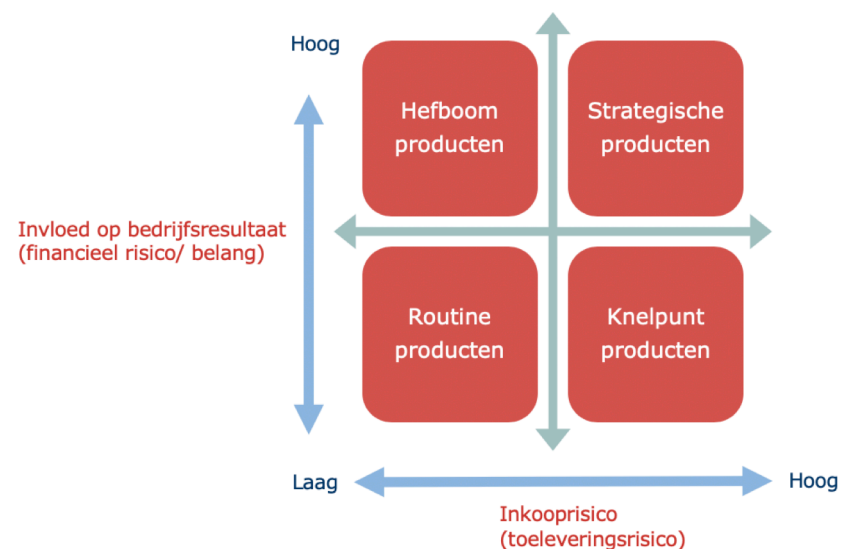 Hoog
Hefboom
producten
Strategische
producten
Invloed op bedrijfsresultaat
(financieel risico/ belang)
Routine
producten
Knelpunt
producten
Laag
Hoog
Inkooprisico
(toeleveringsrisico)